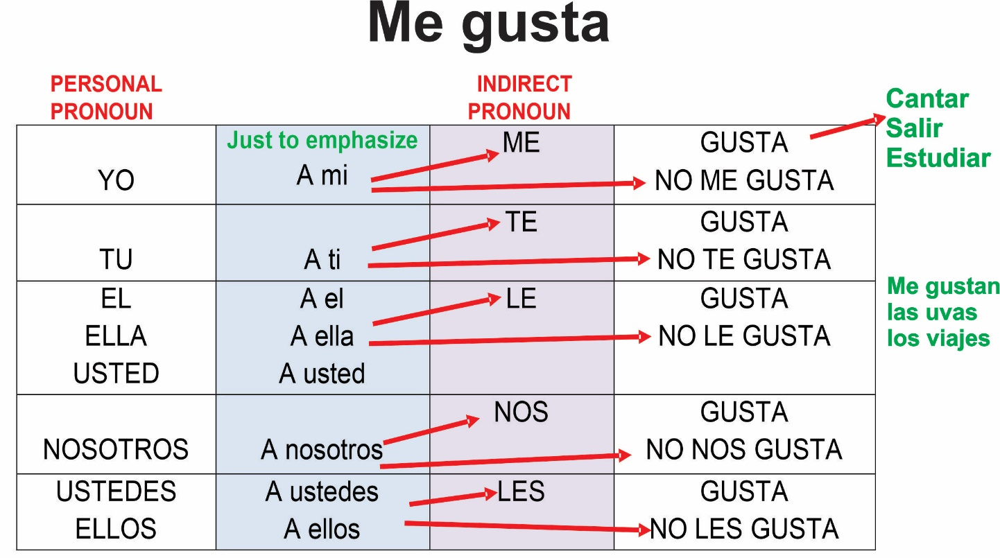 Me gusta
PERSONAL
PRONOUN
INDIRECT
PRONOUN
Just to emphasize
ME
GUSTA
YO
A mi
NO ME GUSTA
Cantar
Salir
Estudiar
TE
GUSTA
TU
A ti
NO TE GUSTA
EL
A el
LE
GUSTA
ELLA
A ella
NO LE GUSTA
USTED
A usted
Me gustan
las uvas
los viajes
NOS
GUSTA
NOSOTROS
A nosotros
NO NOS GUSTA
USTEDES
A ustedes
LES
GUSTA
ELLOS
A ellos
NO LES GUSTA